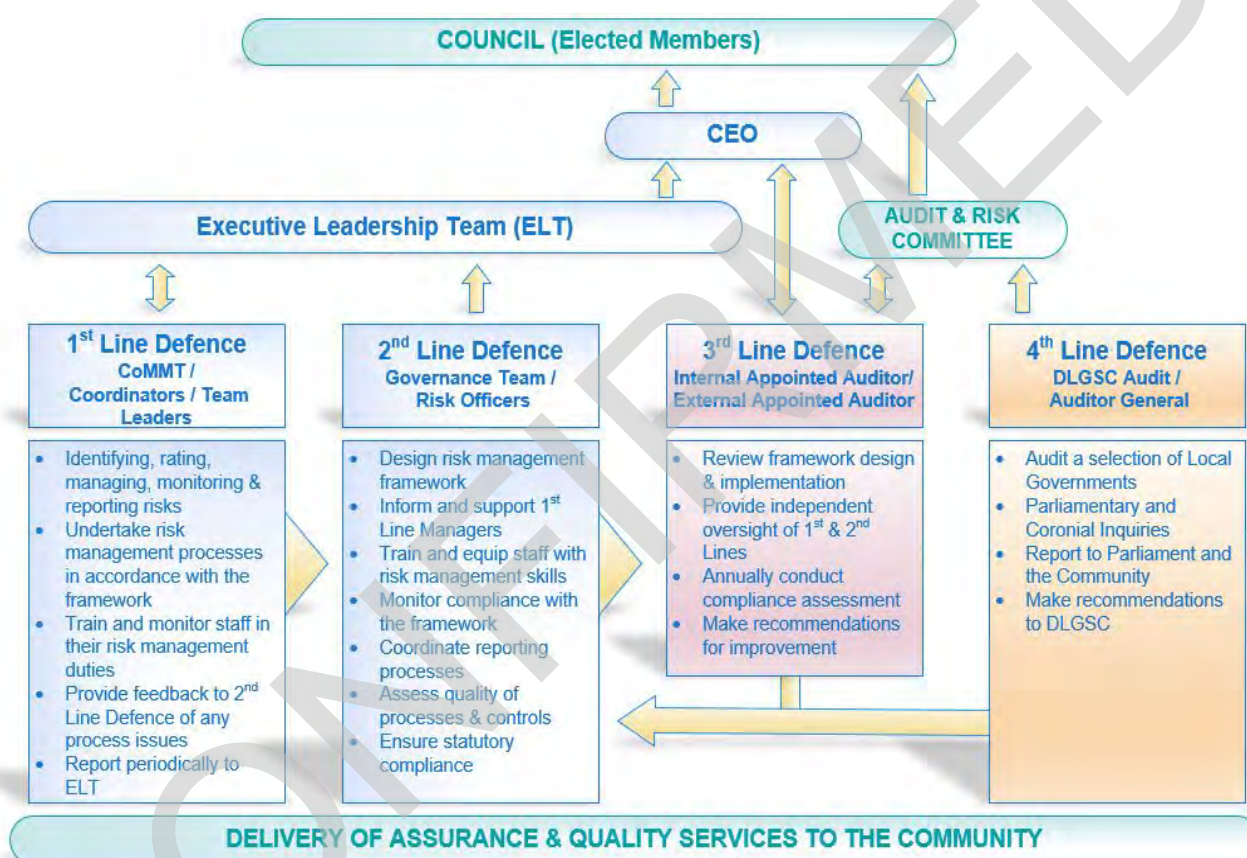 COUNCIL (Elected Members)
CEO
Executive Leadership Team (ELT)
AUDIT & RISK
COMMITTEE
1st Line Defence
CoMMT /
Coordinators / Team
Leaders
2nd Line Defence
Governance Team /
Risk Officers
3rd Line Defence
Internal Appointed Auditor/
External Appointed Auditor
4th Line Defence
DLGSC Audit /
Auditor General
• Identifying, rating,
managing, monitoring &
reporting risks
• Undertake risk
management processes
in accordance with the
framework
• Train and monitor staff in
their risk management
duties
• Provide feedback to 2nd
Line Defence of any
process issues
• Report periodically to
ELT
• Design risk management
framework
• Inform and support 1st
Line Managers
• Train and equip staff with
risk management skills
• Monitor compliance with
the framework
• Coordinate reporting
processes
• Assess quality of
processes & controls
• Ensure statutory
compliance
• Review framework design
& implementation
• Provide independent
oversight of 1st & 2nd
Lines
• Annually conduct
compliance assessment
• Make recommendations
for improvement
• Audit a selection of Local
Governments
• Parliamentary and
Coronial Inquiries
• Report to Parliament and
the Community
• Make recommendations
to DLGSC
DELIVERY OF ASSURANCE & QUALITY SERVICES TO THE COMMUNITY
ONFIRMED